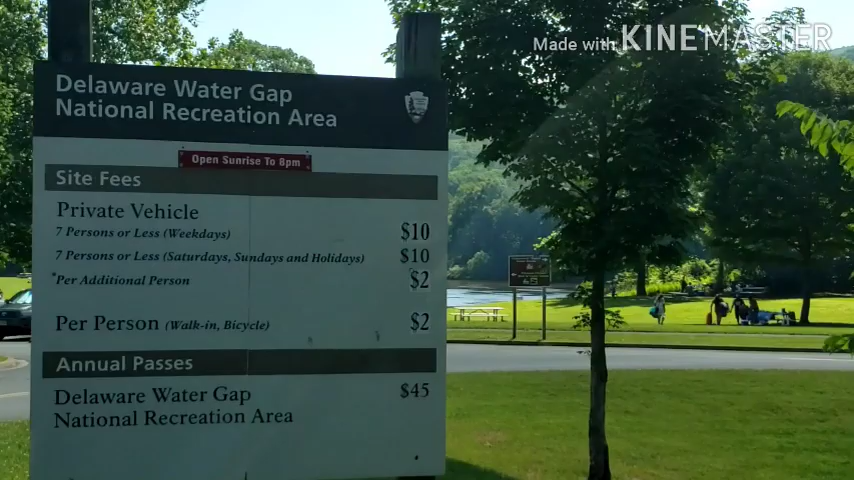 Made with KINEMASTER
Delaware Water Gap
National Recreation Area
Open Sunrise To 8pm
Site Fees
Private Vehicle
7 Persons or Less (Weekdays) $10
7 Persons or Less (Saturdays, Sundays and Holidays) $10
*Per Additional Person $2
Per Person (Walk-in, Bicycle) $2
Annual Passes
Delaware Water Gap $45
National Recreation Area